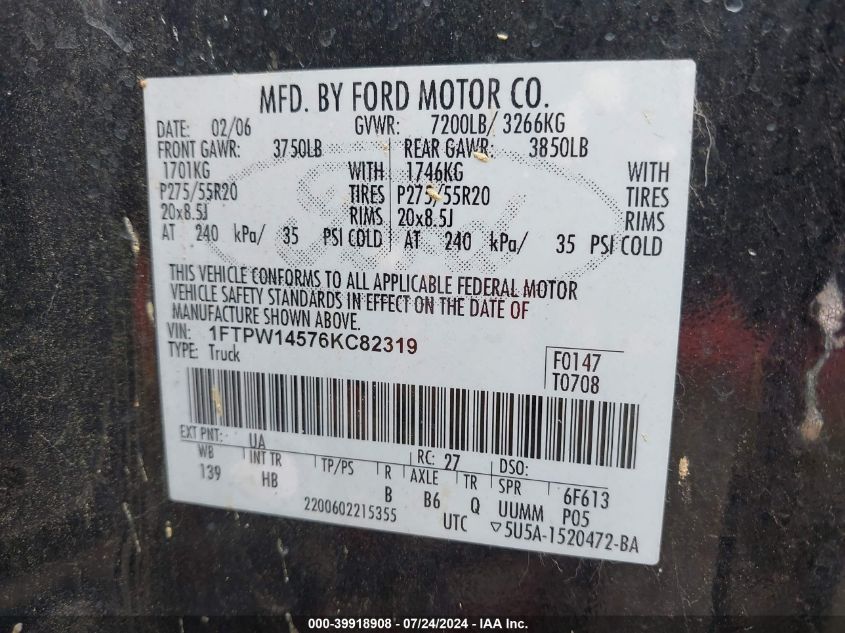 MFD. BY FORD MOTOR CO.
DATE: 02/06 GVWR: 7200LB/ 3266KG
FRONT GAWR: 3750LB REAR GAWR: 3850LB
1701KG WITH 1746KG WITH
P275/55R20 TIRES P275/55R20 TIRES
20x8.5J RIMS 20x8.5J RIMS
AT 240 kPa/ 35 PSI COLD AT 240 kPa/ 35 PSI COLD
Ford
THIS VEHICLE CONFORMS TO ALL APPLICABLE FEDERAL MOTOR
VEHICLE SAFETY STANDARDS IN EFFECT ON THE DATE OF
MANUFACTURE SHOWN ABOVE.
VIN: 1FTPW14576KC82319
TYPE: Truck
F0147
T0708
EXT PNT: UA RC: 27 DSO:
WB INT TR TP/PS R AXLE TR SPR 6F613
139 HB B B6 Q UUMM P05
2200602215355 UTC ▽5U5A-1520472-BA
000-39918908 / 07/24/2024 - IAA Inc.